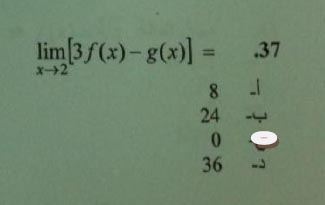 .37 lim[3f(x) − g(x)] =
x→2
أ- 8
ب- 24
0
د- 36